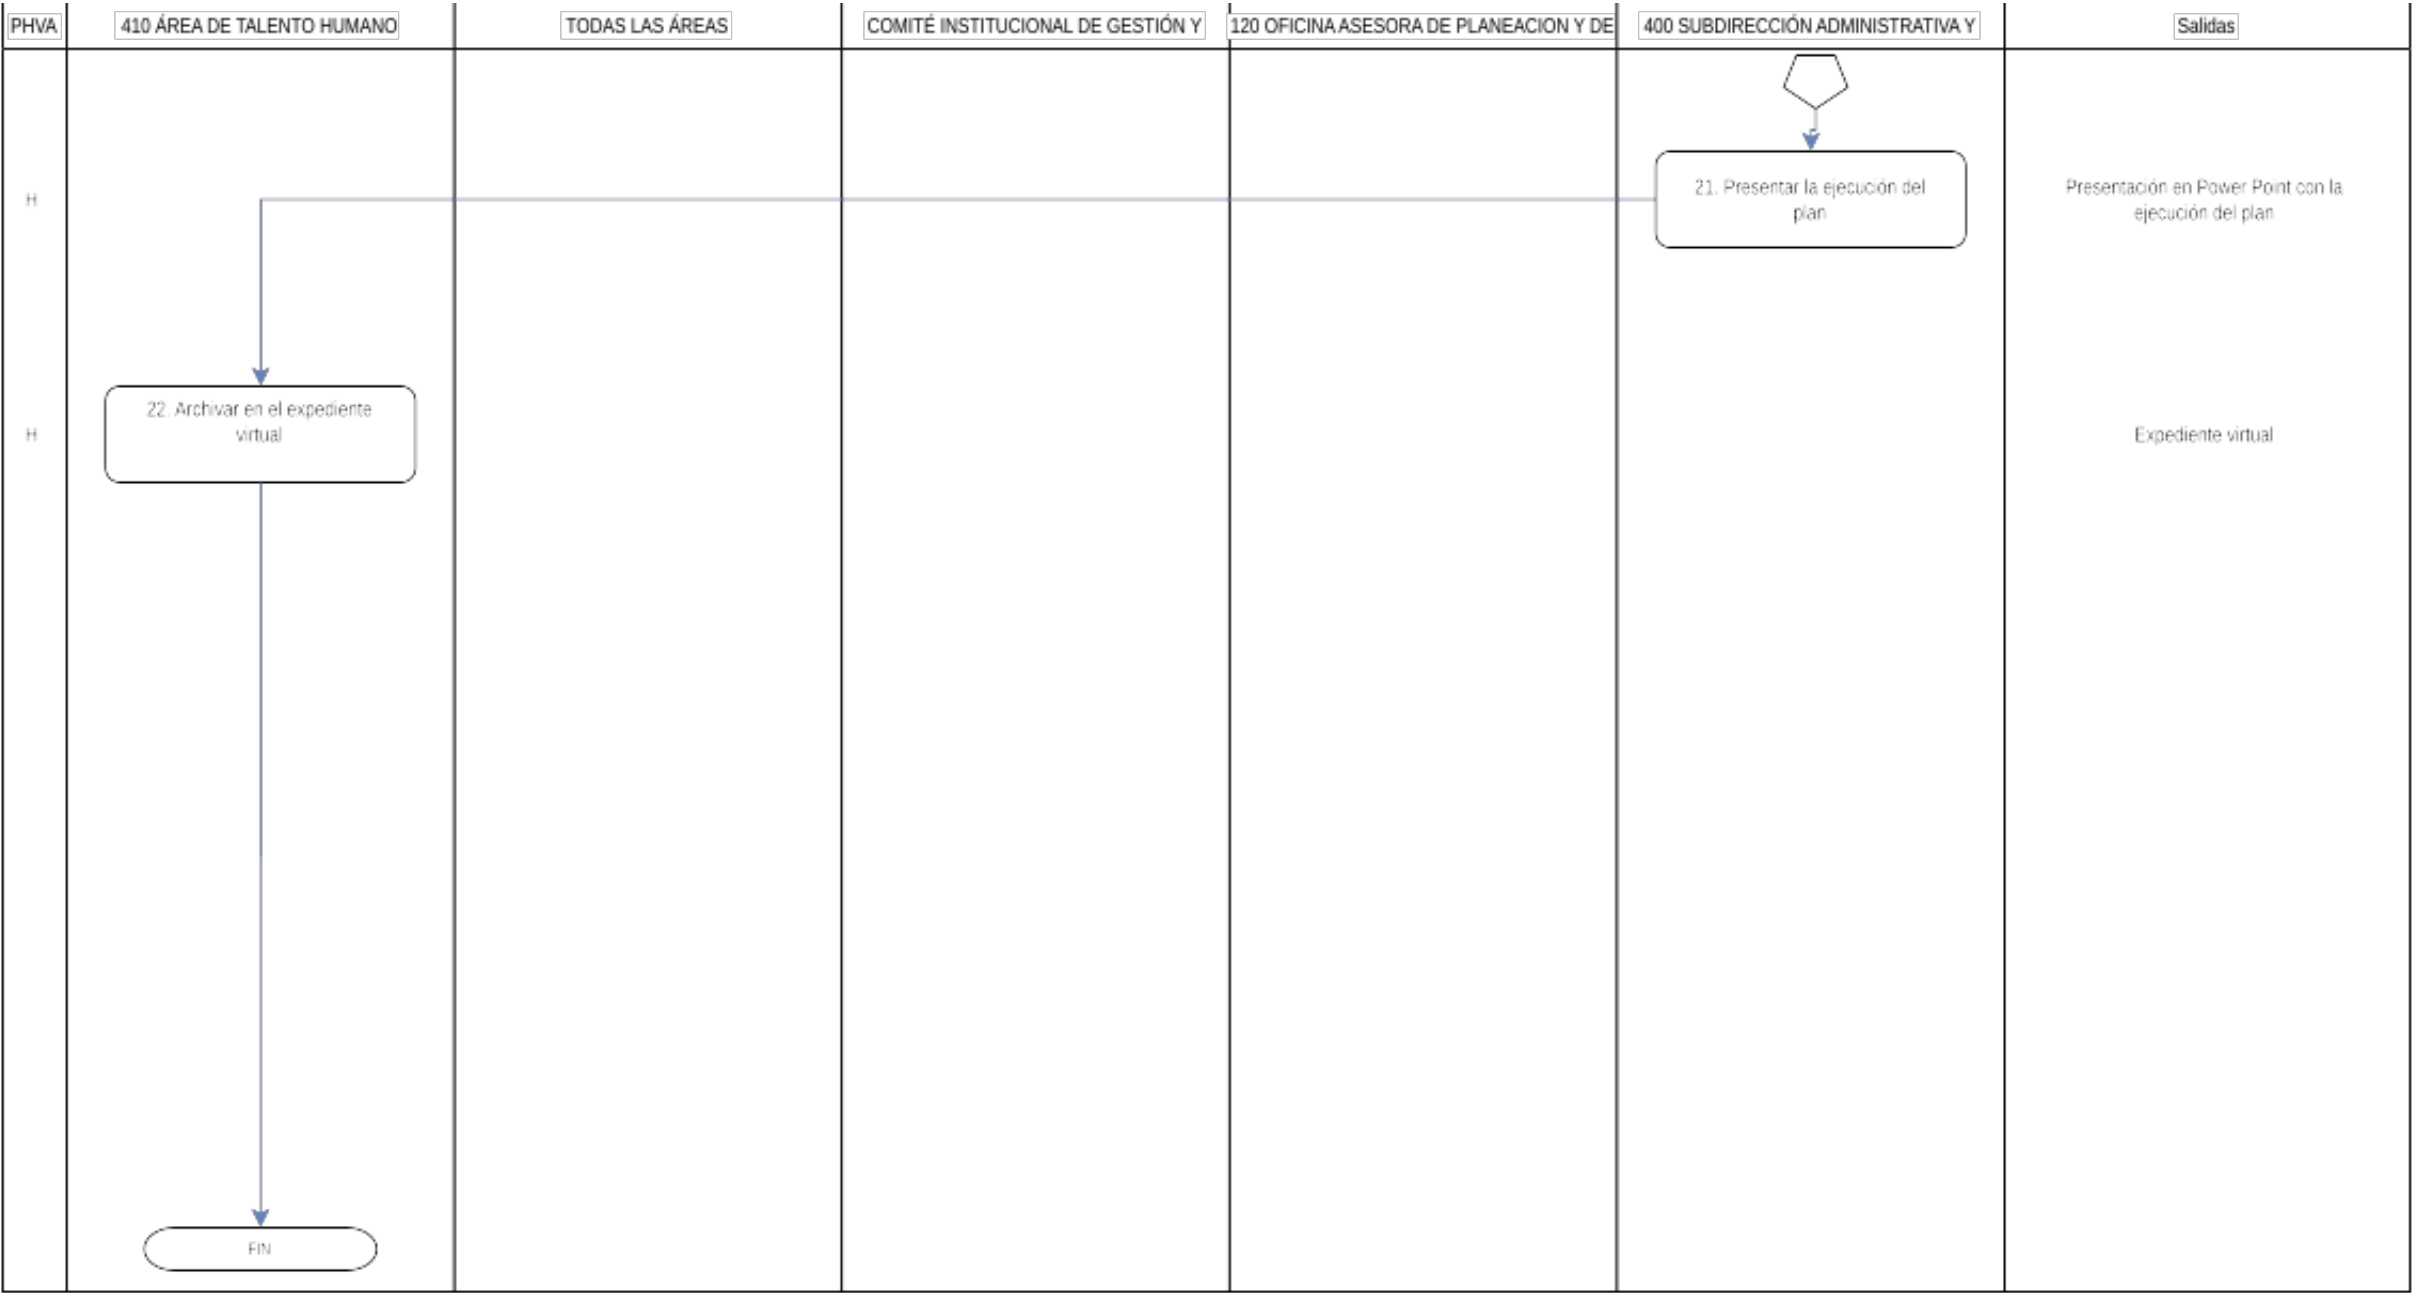 PHVA
410 ÁREA DE TALENTO HUMANO
TODAS LAS ÁREAS
COMITÉ INSTITUCIONAL DE GESTIÓN Y
120 OFICINA ASESORA DE PLANEACION Y DE
400 SUBDIRECCIÓN ADMINISTRATIVA Y
Salidas
H
21. Presentar la ejecución del
plan
Presentación en Power Point con la
ejecución del plan
H
22. Archivar en el expediente
virtual
Expediente virtual
FIN